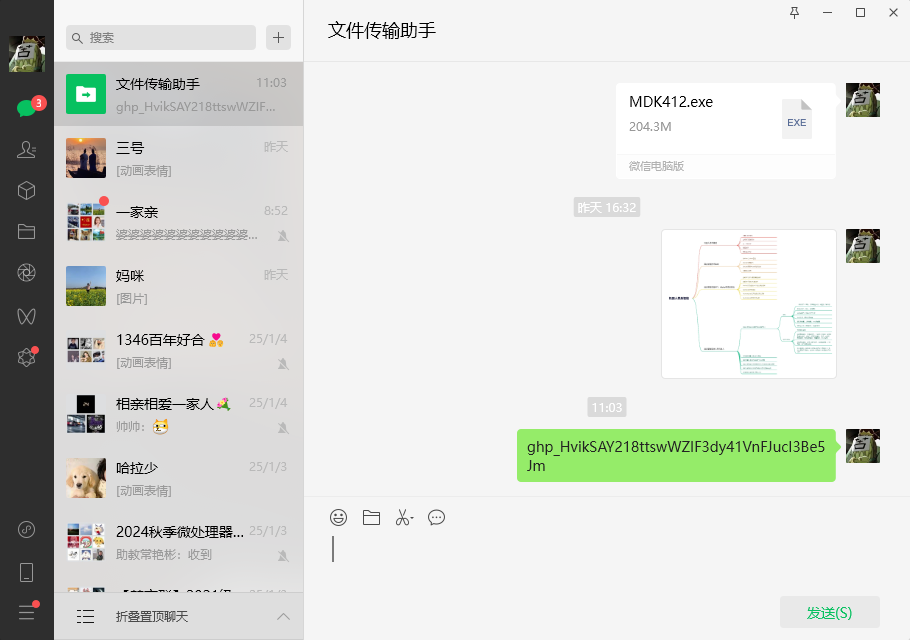 搜索
3
文件传输助手
11:03
ghp_HvikSAY218ttswWZIF...
三号
昨天
[动画表情]
一家亲
8:52
婆婆婆婆婆婆婆婆婆婆婆...
妈咪
昨天
[图片]
1346百年好合
25/1/4
[动画表情]
相亲相爱一家人
25/1/4
帅帅：
哈拉少
25/1/3
[动画表情]
2024秋季微处理器...
25/1/3
助教常艳彬：收到
折叠置顶聊天
文件传输助手
MDK412.exe
204.3M
EXE
微信电脑版
昨天 16:32
11:03
ghp_HvikSAY218ttswWZIF3dy41VnFJucI3Be5
Jm
发送(S)